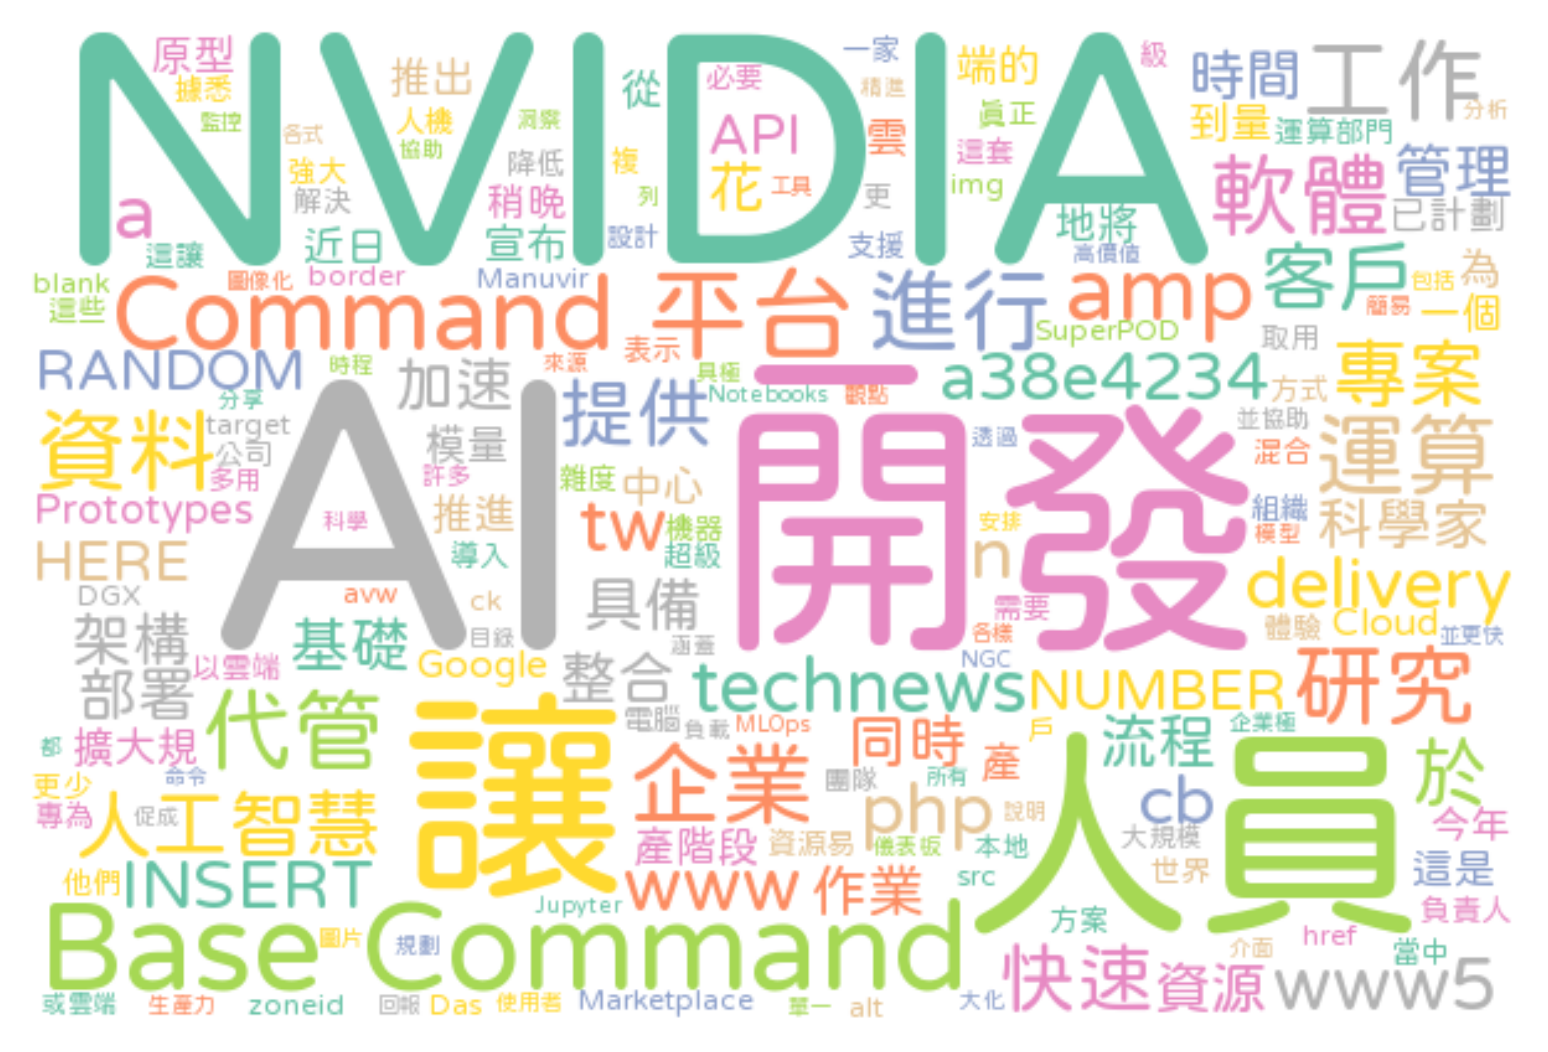 NVIDIA
原型
據悉
監控
各式
推出
人機
協助
強大
解決
降低
洞察
稍晚
a
這讓
近日
宣布
從
複
列
設計
必要
API
花
工具
一家
精進
雲
更
支援
端的
真正
這套
img
地將
高價值
級
時間
工作
到量
運算部門
分析
軟體
管理
已計劃
客戶
包括
為
簡易
一個
blank
這些
圖像化
border
Manuvir
Command
平台
進行
amp
SuperPOD
取用
RANDOM
時程
加速
來源
表示
具極
Notebooks
觀點
a38e4234
方式
專案
分享
target
公司
資料
多用
AI
提供
模量
許多
一
開發
透過
並協助
混合
運算
Prototypes
科學
推進
雜度
中心
tw
機器
超級
安排
n
組織
模型
科學家
HERE
導入
DGX
avw
ck
目錄
具備
涵蓋
需要
各樣
NGC
delivery
體驗
Cloud
並更快
架構
部署
以雲端
基礎
Google
整合
technews
NUMBER
研究
代管
電腦
負載
MLOps
同時
戶
流程
企業極
都
擴大規
更少
命令
專為
促成
人工智慧
讓
企業
團隊
所有
產
php
說明
人員
cb
大規模
於
今年
產階段
資源易
儀表板
本地
世界
這是
他們
INSERT
www
作業
src
負責人
Base Command
圖片
Jupyter
規劃
方案
介面
href
當中
快速
資源
www5
或雲端
生產力
zoneid
回報
Das
使用者
Marketplace
單一
alt
大化